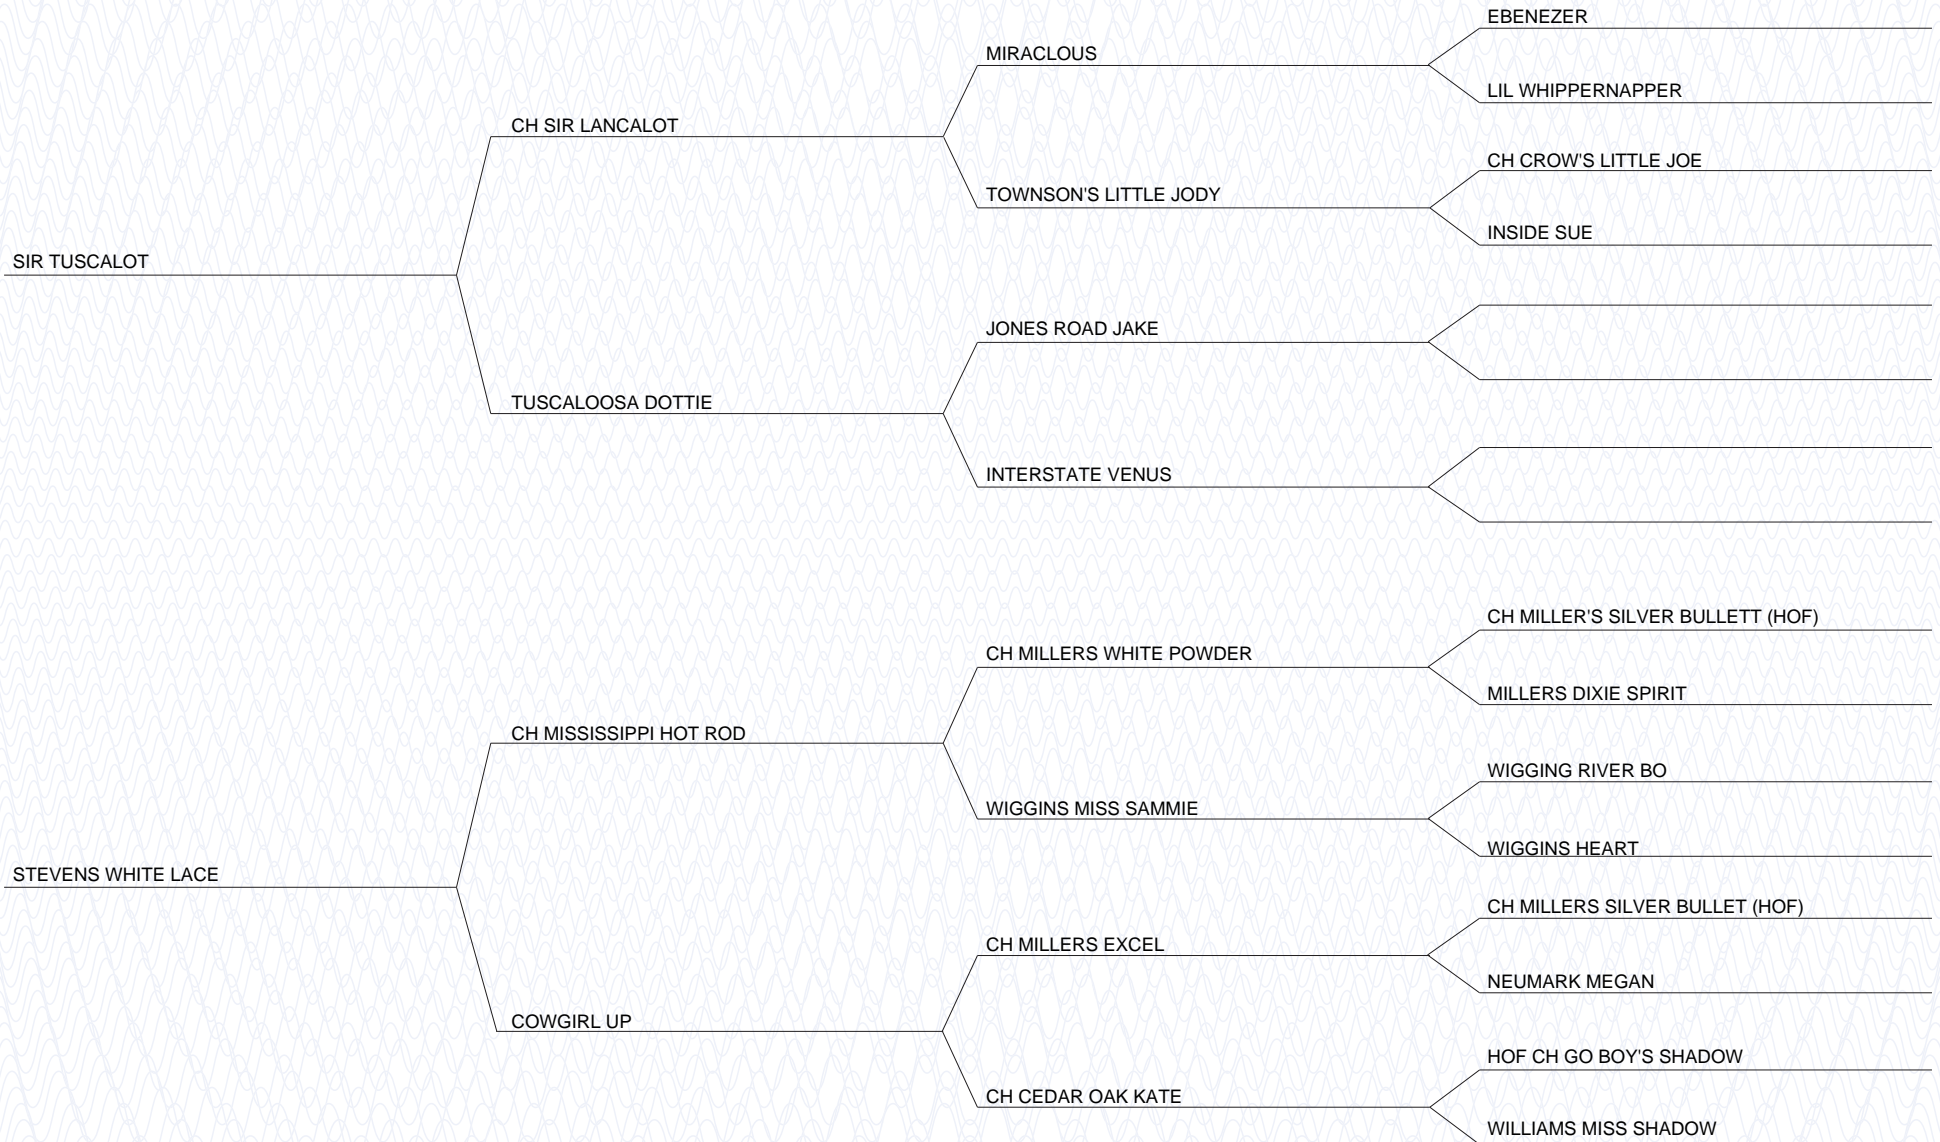 EBENEZER
MIRACLOUS
LIL WHIPPERNAPPER
CH SIR LANCALOT
CH CROW'S LITTLE JOE
TOWNSON'S LITTLE JODY
INSIDE SUE
SIR TUSCALOT
JONES ROAD JAKE
TUSCALOOSA DOTTIE
INTERSTATE VENUS
CH MILLER'S SILVER BULLETT (HOF)
CH MILLERS WHITE POWDER
MILLERS DIXIE SPIRIT
CH MISSISSIPPI HOT ROD
WIGGING RIVER BO
WIGGINS MISS SAMMIE
WIGGINS HEART
STEVENS WHITE LACE
CH MILLERS SILVER BULLET (HOF)
CH MILLERS EXCEL
NEUMARK MEGAN
COWGIRL UP
HOF CH GO BOY'S SHADOW
CH CEDAR OAK KATE
WILLIAMS MISS SHADOW